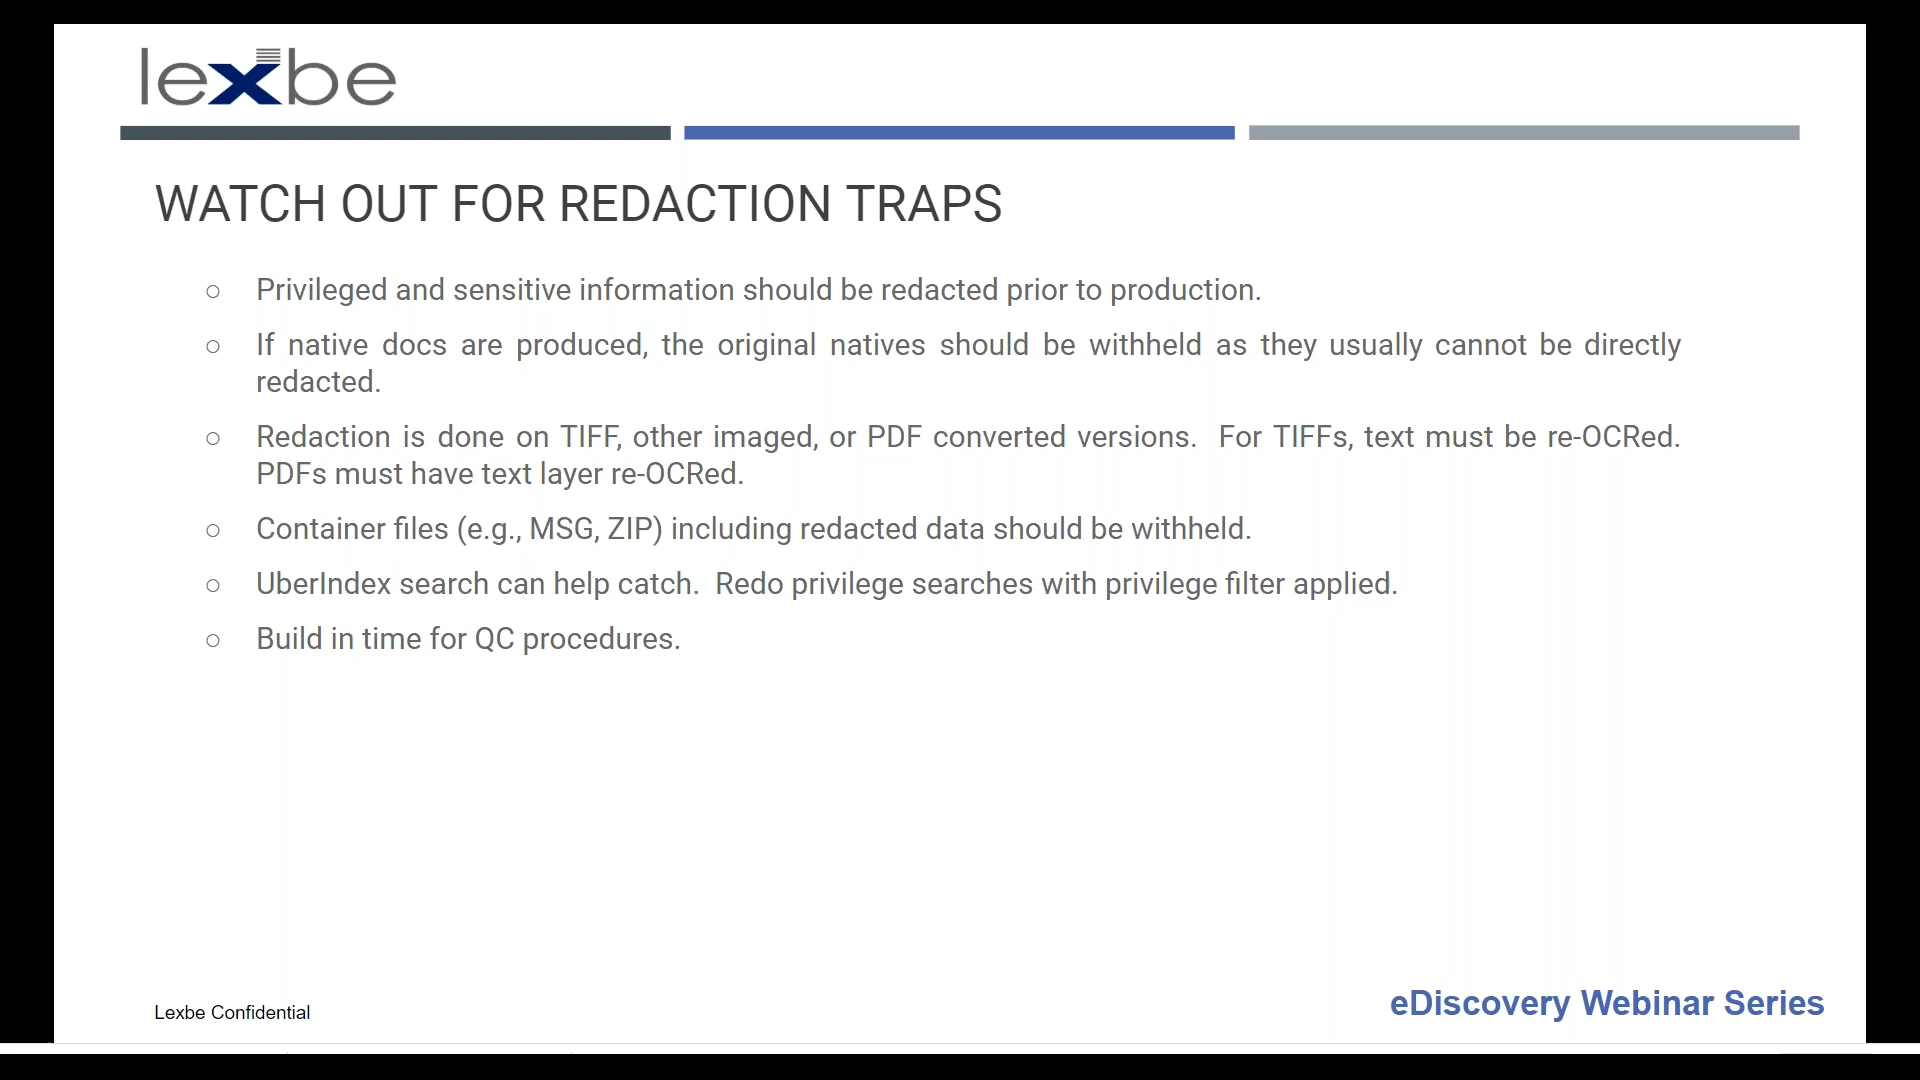 lexbe
WATCH OUT FOR REDACTION TRAPS
○ Privileged and sensitive information should be redacted prior to production.
○ If native docs are produced, the original natives should be withheld as they usually cannot be directly
redacted.
○ Redaction is done on TIFF, other imaged, or PDF converted versions.  For TIFFs, text must be re-OCRed.
PDFs must have text layer re-OCRed.
○ Container files (e.g., MSG, ZIP) including redacted data should be withheld.
○ UberIndex search can help catch.  Redo privilege searches with privilege filter applied.
○ Build in time for QC procedures.
Lexbe Confidential
eDiscovery Webinar Series